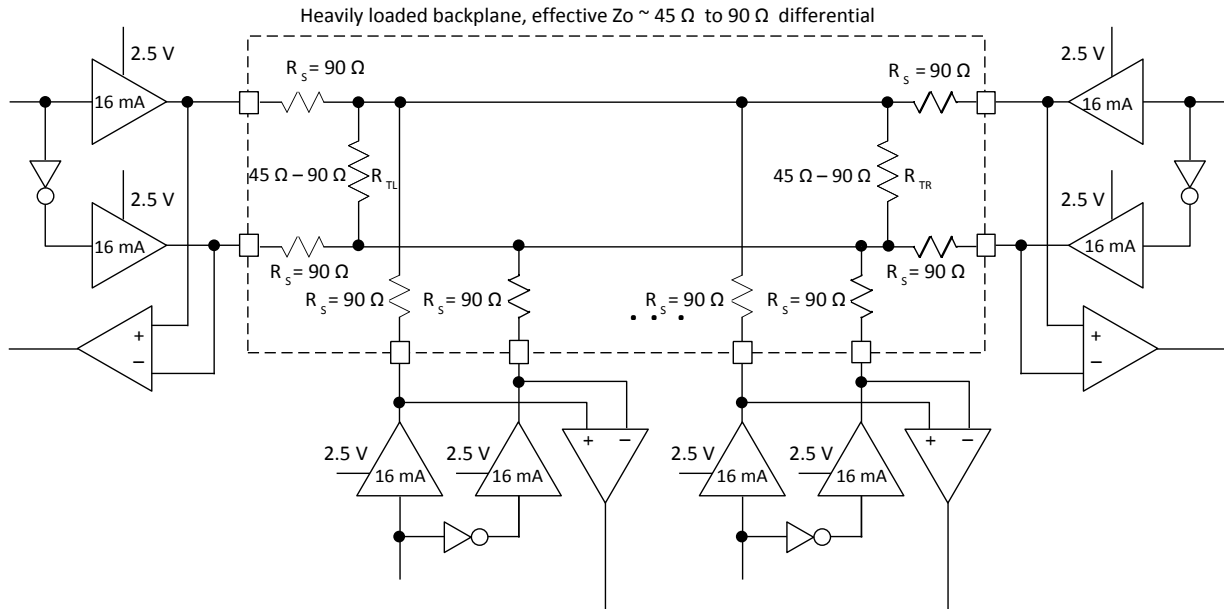 Heavily loaded backplane, effective Zo ~ 45 Ω to 90 Ω differential
2.5 V
16 mA
2.5 V
16 mA
+
−
R S = 90 Ω
45 Ω – 90 Ω
R TL
R S = 90 Ω
R S = 90 Ω
R S = 90 Ω
. . .
R S = 90 Ω
45 Ω – 90 Ω
R TR
R S = 90 Ω
R S = 90 Ω
R S = 90 Ω
2.5 V
16 mA
2.5 V
16 mA
+
−
2.5 V
16 mA
2.5 V
16 mA
+ −
2.5 V
16 mA
2.5 V
16 mA
+ −